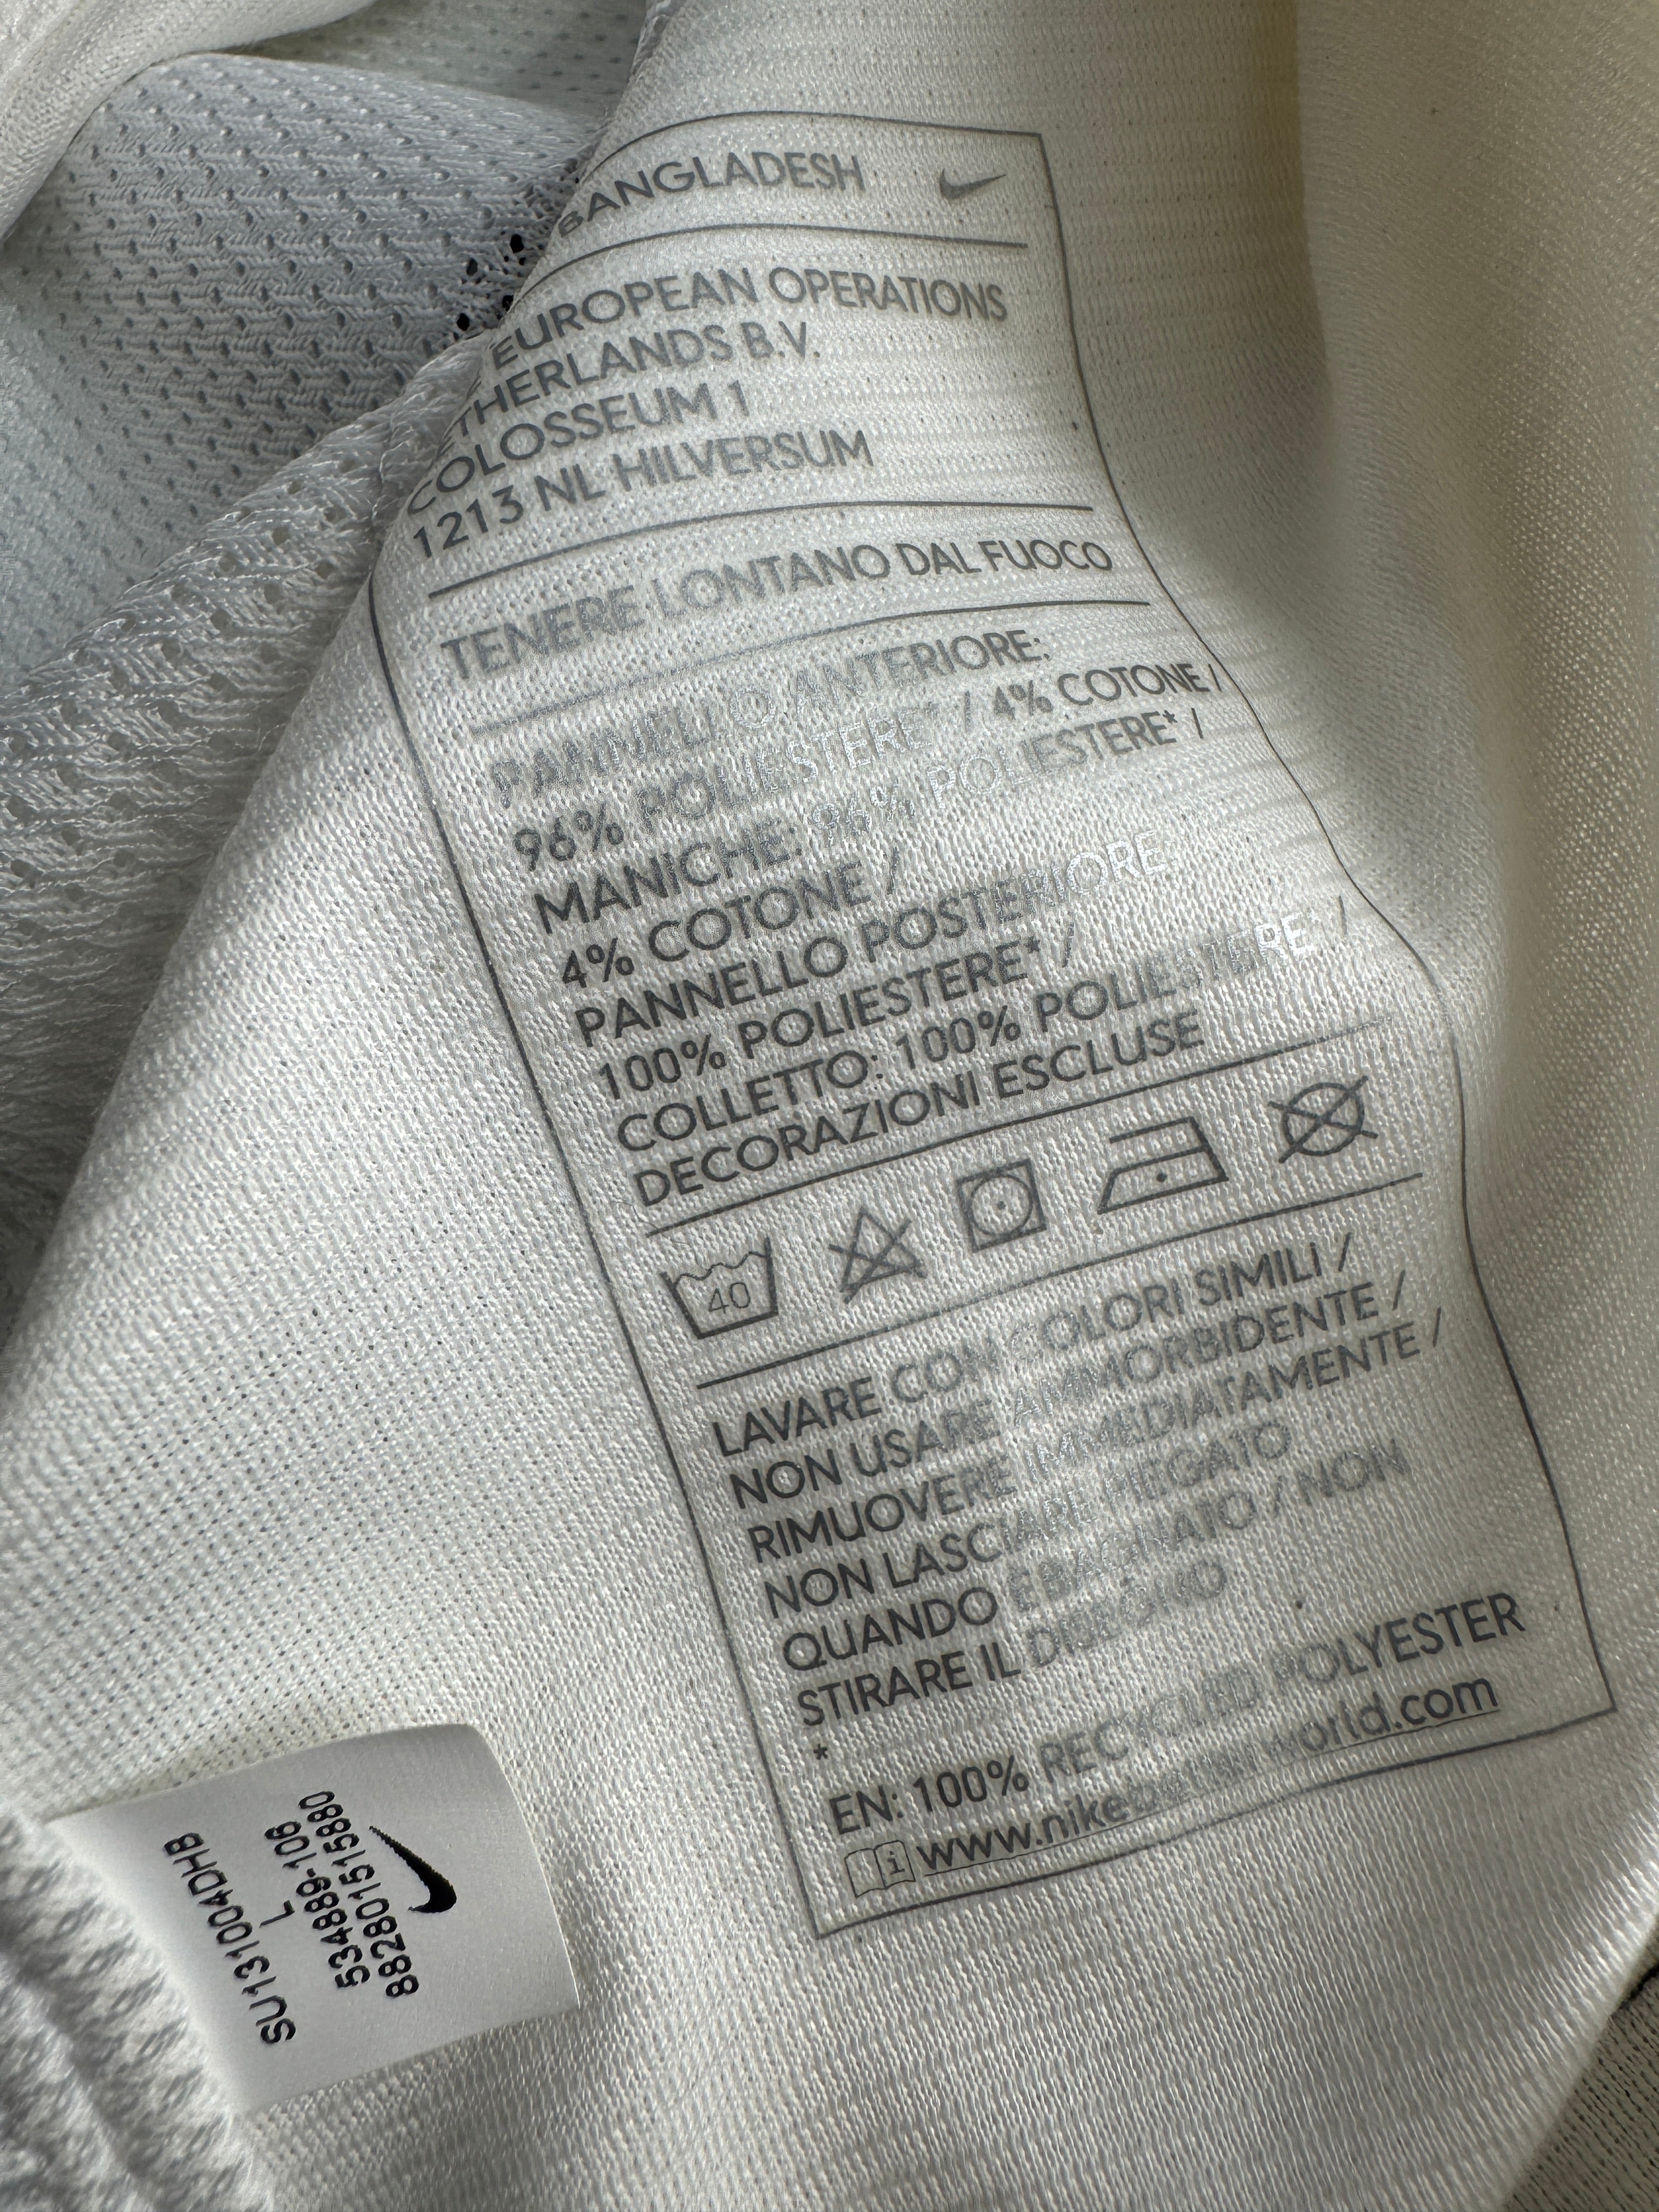 BANGLADESH
EUROPEAN OPERATIONS
THERLANDS B.V.
COLOSSEUM 1
1213 NL HILVERSUM
TENERE LONTANO DAL FUOCO
PANNELLO ANTERIORE:
96% POLIESTERE* / 4% COTONE /
MANICHE: 96% POLIESTERE* /
4% COTONE /
PANNELLO POSTERIORE:
100% POLIESTERE* /
COLLETTO: 100% POLIESTERE* /
DECORAZIONI ESCLUSE
40
LAVARE CON COLORI SIMILI /
NON USARE AMMORBIDENTE /
RIMUOVERE IMMEDIATAMENTE /
NON LASCIARE PIEGATO
QUANDO E BAGNATO / NON
STIRARE IL DISEGNO
*
EN: 100% RECYCLED POLYESTER
i www.nikebetterworld.com
SU131004DHB
L
534889-106
882801515880